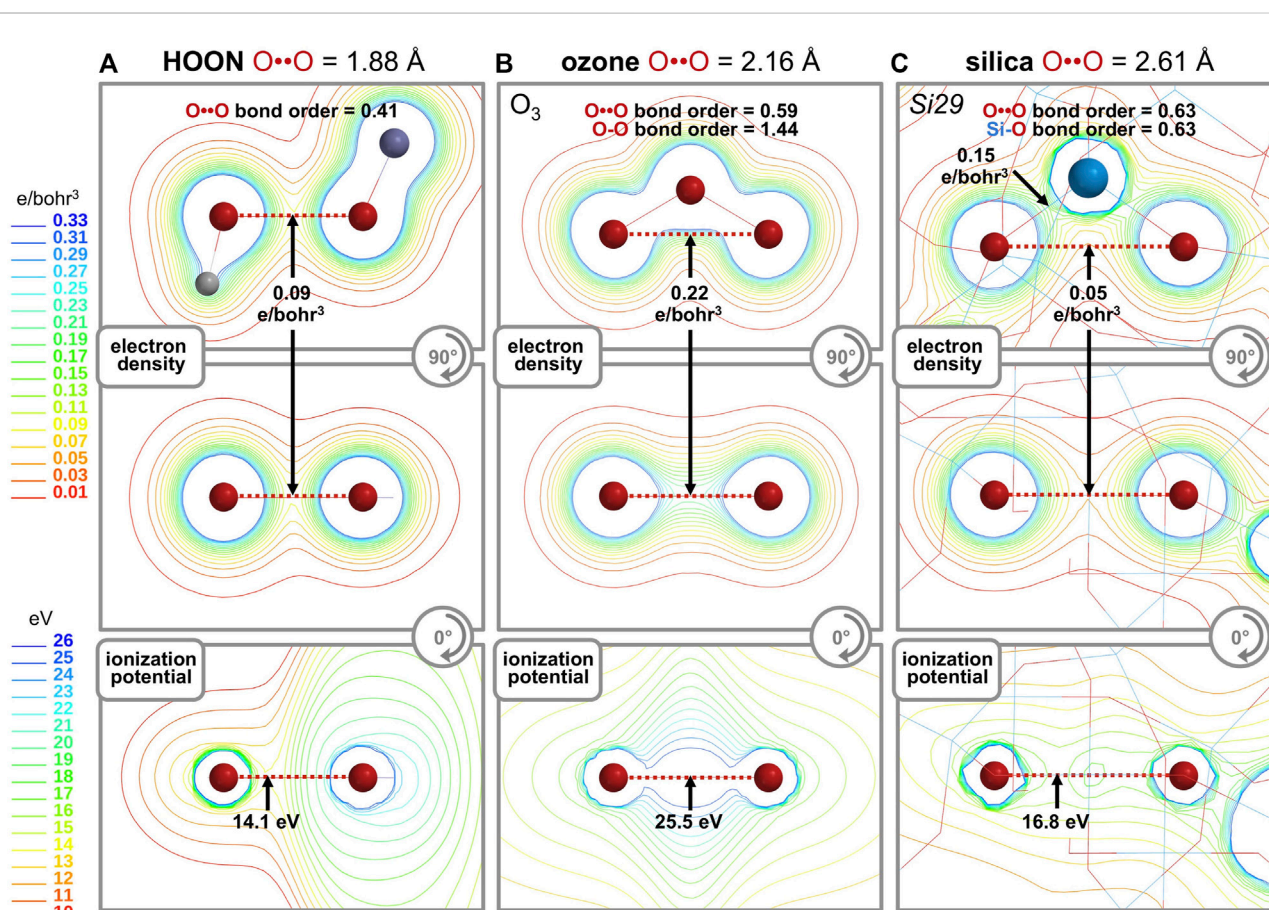 A HOON O••O = 1.88 Å
B ozone O••O = 2.16 Å
C silica O••O = 2.61 Å
O••O bond order = 0.41
O3
O••O bond order = 0.59
O-O bond order = 1.44
Si29
O••O bond order = 0.63
Si-O bond order = 0.63
0.15
e/bohr³
e/bohr³
0.33
0.31
0.29
0.27
0.25
0.23
0.21
0.19
0.17
0.15
0.13
0.11
0.09
0.07
0.05
0.03
0.01
0.09
e/bohr³
0.22
e/bohr³
0.05
e/bohr³
electron
density
90°
electron
density
90°
electron
density
90°
0°
0°
0°
eV
26
25
24
23
22
21
20
19
18
17
16
15
14
13
12
11
10
ionization
potential
ionization
potential
ionization
potential
14.1 eV
25.5 eV
16.8 eV